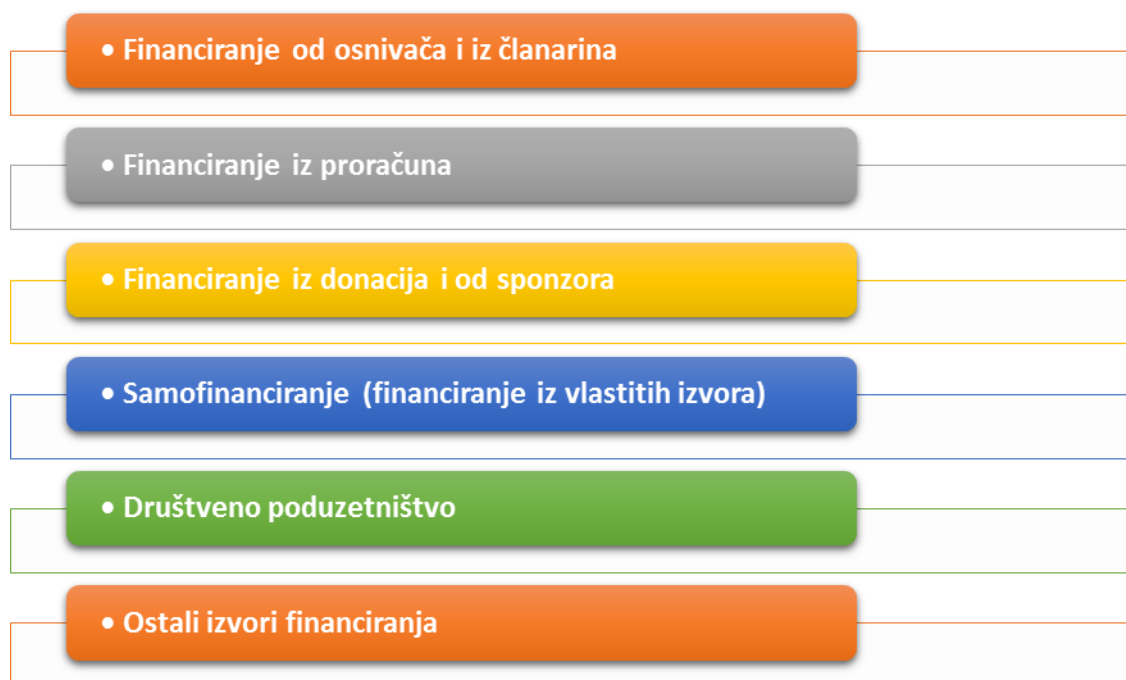 • Financiranje od osnivača i iz članarina
• Financiranje iz proračuna
• Financiranje iz donacija i od sponzora
• Samofinanciranje (financiranje iz vlastitih izvora)
• Društveno poduzetništvo
• Ostali izvori financiranja